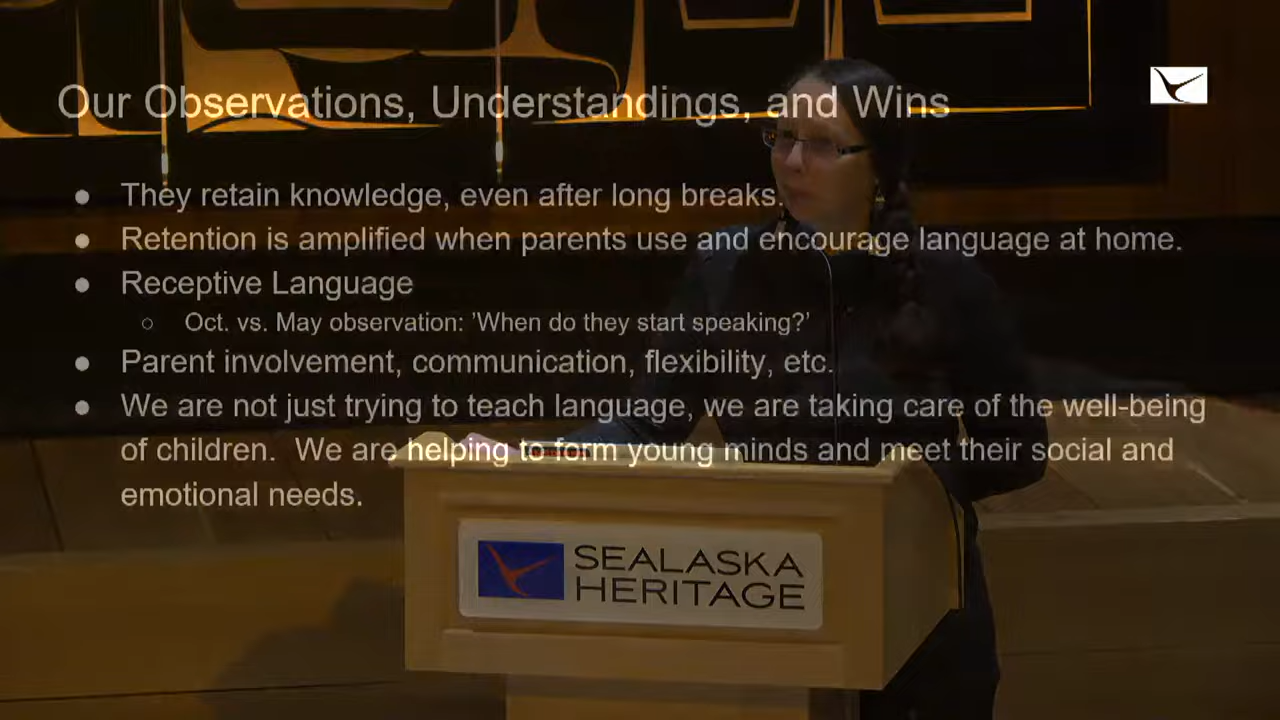 Our Observations, Understandings, and Wins
● They retain knowledge, even after long breaks.
● Retention is amplified when parents use and encourage language at home.
● Receptive Language
○ Oct. vs. May observation: 'When do they start speaking?'
● Parent involvement, communication, flexibility, etc.
● We are not just trying to teach language, we are taking care of the well-being
of children. We are helping to form young minds and meet their social and
emotional needs.
SEALASKA
HERITAGE